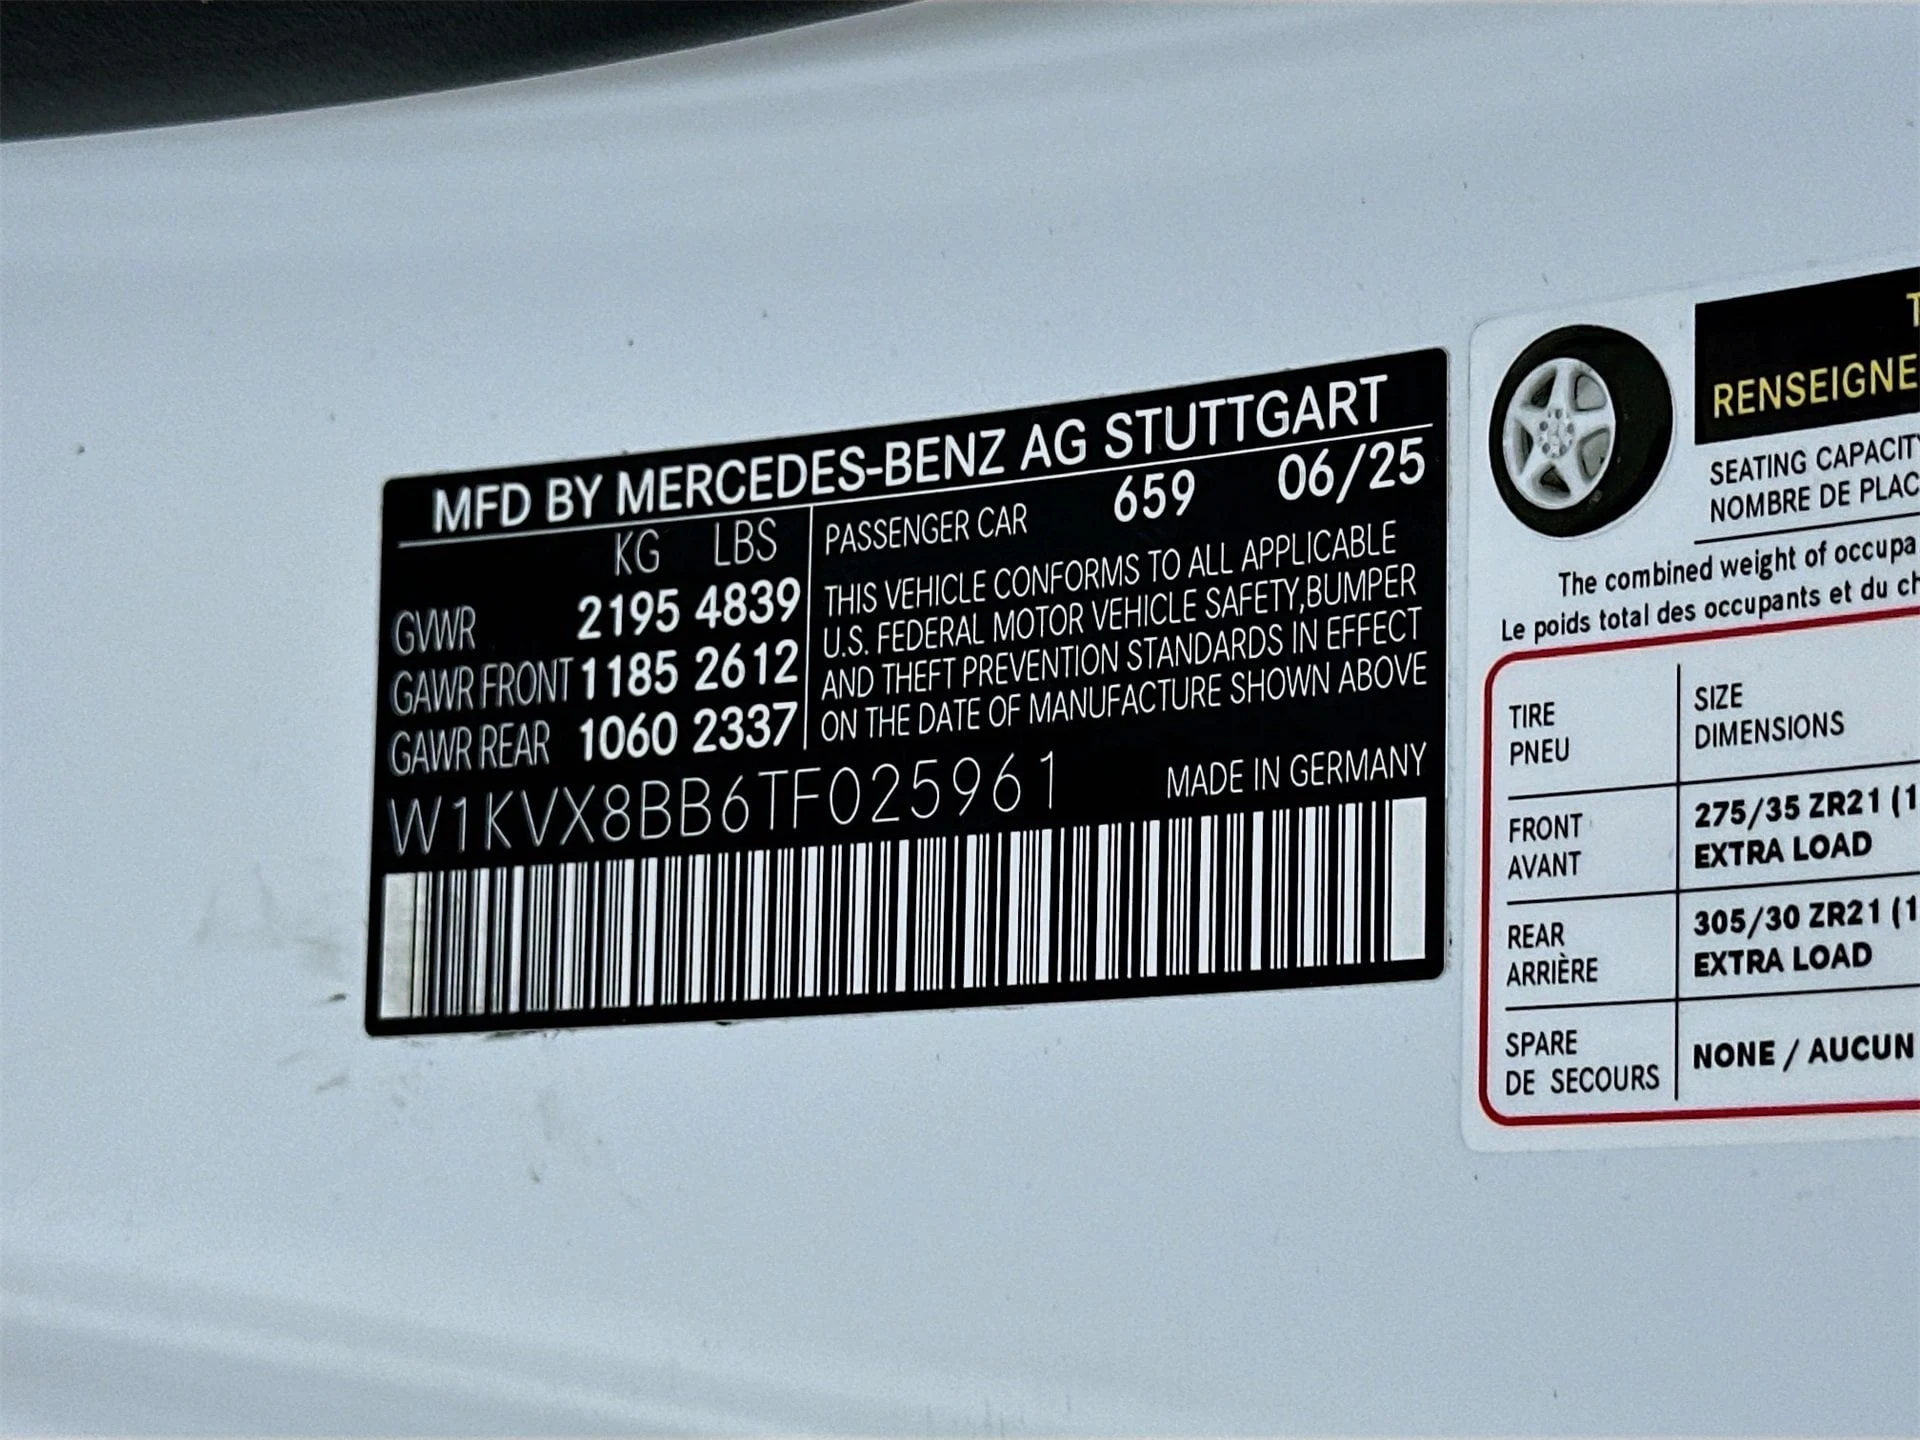 MFD BY MERCEDES-BENZ AG STUTTGART
KG LBS
GVWR 2195 4839
GAWR FRONT 1185 2612
GAWR REAR 1060 2337
PASSENGER CAR 659 06/25
THIS VEHICLE CONFORMS TO ALL APPLICABLE
U.S. FEDERAL MOTOR VEHICLE SAFETY,BUMPER
AND THEFT PREVENTION STANDARDS IN EFFECT
ON THE DATE OF MANUFACTURE SHOWN ABOVE
W1KVX8BB6TF025961
MADE IN GERMANY
T
RENSEIGNE
SEATING CAPACITY
NOMBRE DE PLAC
The combined weight of occupa
Le poids total des occupants et du ch
TIRE
PNEU
SIZE
DIMENSIONS
FRONT
AVANT
275/35 ZR21 (1
EXTRA LOAD
REAR
ARRIÈRE
305/30 ZR21 (1
EXTRA LOAD
SPARE
DE SECOURS
NONE / AUCUN